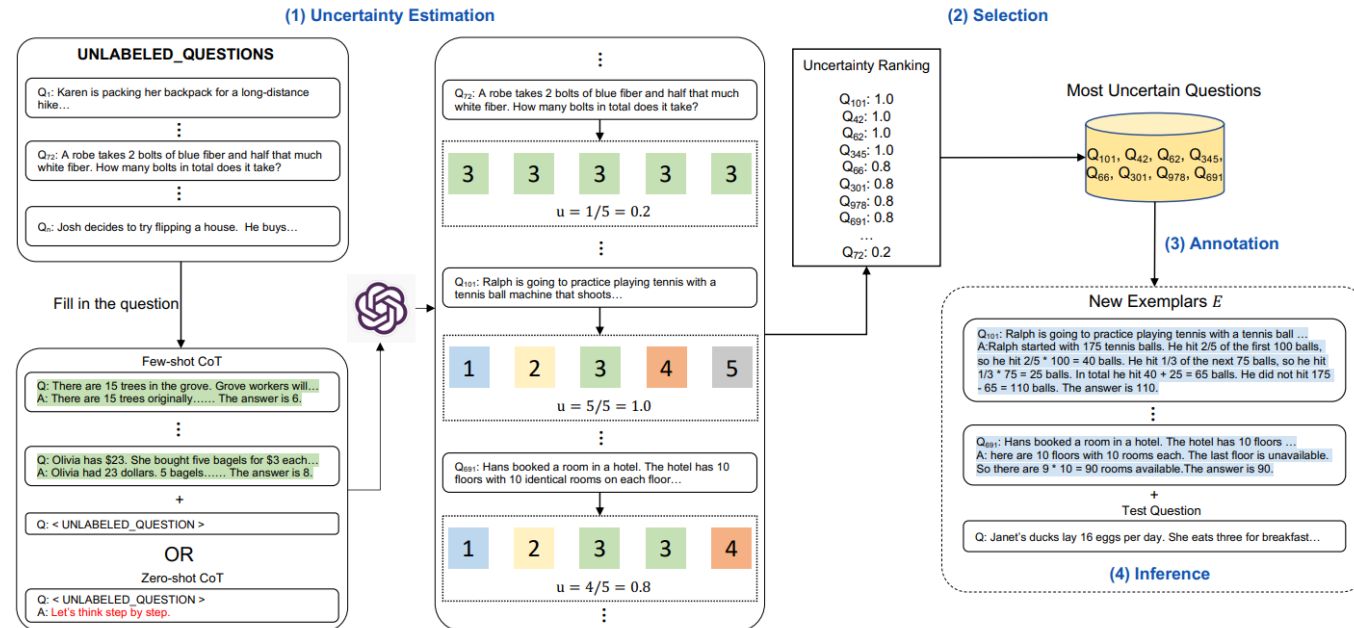 (1) Uncertainty Estimation
UNLABELED_QUESTIONS
Q1: Karen is packing her backpack for a long-distance
hike…
⋮
Q72: A robe takes 2 bolts of blue fiber and half that much
white fiber. How many bolts in total does it take?
⋮
Qn: Josh decides to try flipping a house.  He buys…
Fill in the question
Few-shot CoT
Q: There are 15 trees in the grove. Grove workers will…
A: There are 15 trees originally…… The answer is 6.
⋮
Q: Olivia has $23. She bought five bagels for $3 each…
A: Olivia had 23 dollars. 5 bagels…… The answer is 8.
+
Q: < UNLABELED_QUESTION >
OR
Zero-shot CoT
Q: < UNLABELED_QUESTION >
A: Let's think step by step.
⋮
Q72: A robe takes 2 bolts of blue fiber and half that much
white fiber. How many bolts in total does it take?
3 3 3 3 3
u = 1/5 = 0.2
⋮
Q101: Ralph is going to practice playing tennis with a
tennis ball machine that shoots…
1 2 3 4 5
u = 5/5 = 1.0
Q691: Hans booked a room in a hotel. The hotel has 10
floors with 10 identical rooms on each floor…
1 2 3 3 4
u = 4/5 = 0.8
⋮
(2) Selection
Uncertainty Ranking
Q101: 1.0
Q42: 1.0
Q62: 1.0
Q345: 1.0
Q66: 0.8
Q301: 0.8
Q978: 0.8
Q691: 0.8
…
Q72: 0.2
Most Uncertain Questions
Q101, Q42, Q62, Q345,
Q66, Q301, Q978, Q691
(3) Annotation
New Exemplars E
Q101: Ralph is going to practice playing tennis with a tennis ball …
A:Ralph started with 175 tennis balls. He hit 2/5 of the first 100 balls,
so he hit 2/5 * 100 = 40 balls. He hit 1/3 of the next 75 balls, so he hit
1/3 * 75 = 25 balls. In total he hit 40 + 25 = 65 balls. He did not hit 175
- 65 = 110 balls. The answer is 110.
⋮
Q691: Hans booked a room in a hotel. The hotel has 10 floors …
A: here are 10 floors with 10 rooms each. The last floor is unavailable.
So there are 9 * 10 = 90 rooms available.The answer is 90.
+
Test Question
Q: Janet's ducks lay 16 eggs per day. She eats three for breakfast…
(4) Inference